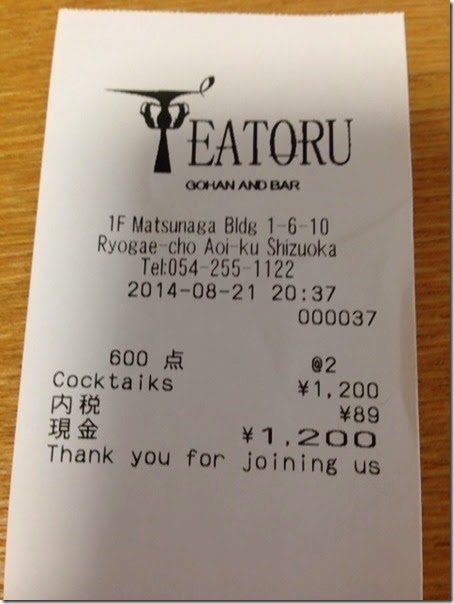 TEATORU
GOHAN AND BAR
1F Matsunaga Bldg 1-6-10
Ryogae-cho Aoi-ku Shizuoka
Tel:054-255-1122
2014-08-21 20:37
000037
600 点 @2
Cocktaiks ¥1,200
内税 ¥89
現金 ¥1,200
Thank you for joining us